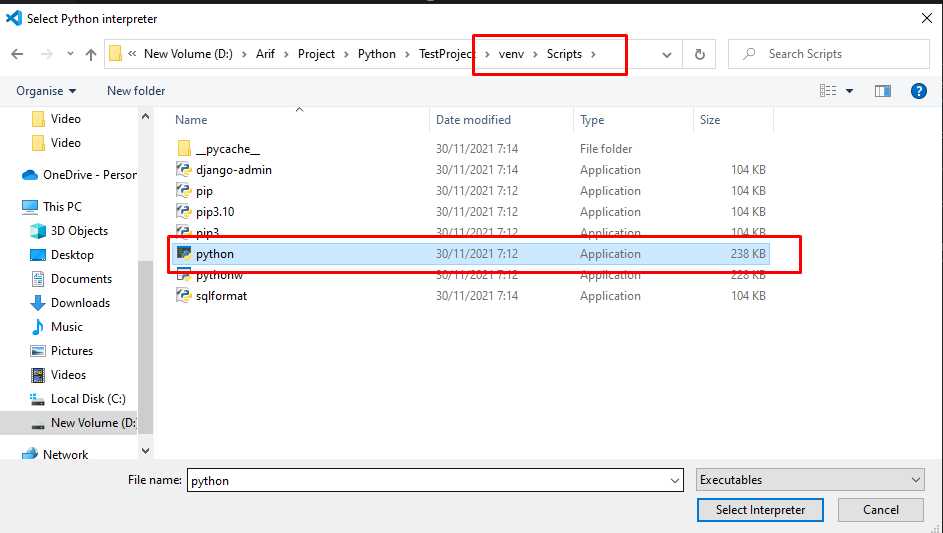 Select Python interpreter
« New Volume (D:) > Arif > Project > Python > TestProject > venv > Scripts >
Search Scripts
Organise New folder
Video
Video
OneDrive - Person
This PC
3D Objects
Desktop
Documents
Downloads
Music
Pictures
Videos
Local Disk (C:)
New Volume (D:
Network
Name Date modified Type Size
__pycache__ 30/11/2021 7:14 File folder
django-admin 30/11/2021 7:14 Application 104 KB
pip 30/11/2021 7:12 Application 104 KB
pip3.10 30/11/2021 7:12 Application 104 KB
pip3 30/11/2021 7:12 Application 104 KB
python 30/11/2021 7:12 Application 238 KB
pythonw 30/11/2021 7:12 Application 228 KB
sqlformat 30/11/2021 7:14 Application 104 KB
File name: python Executables
Select Interpreter Cancel